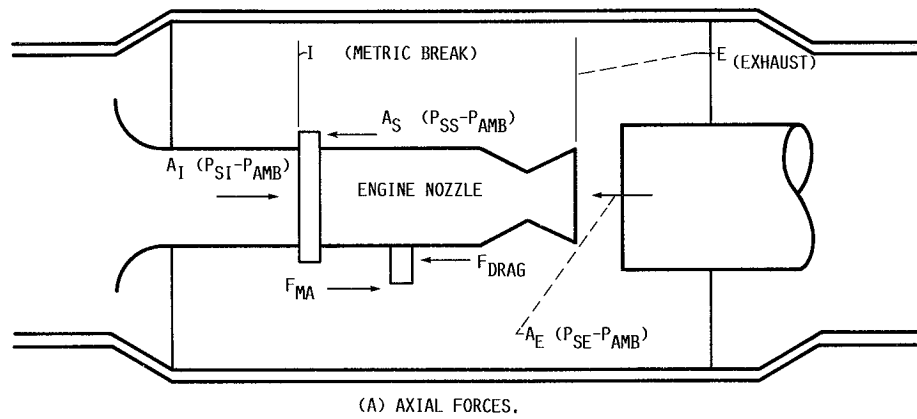 I (METRIC BREAK)
E (EXHAUST)
A_S (P_SS-P_AMB)
A_I (P_SI-P_AMB)
ENGINE NOZZLE
F_DRAG
F_MA
A_E (P_SE-P_AMB)
(A) AXIAL FORCES.